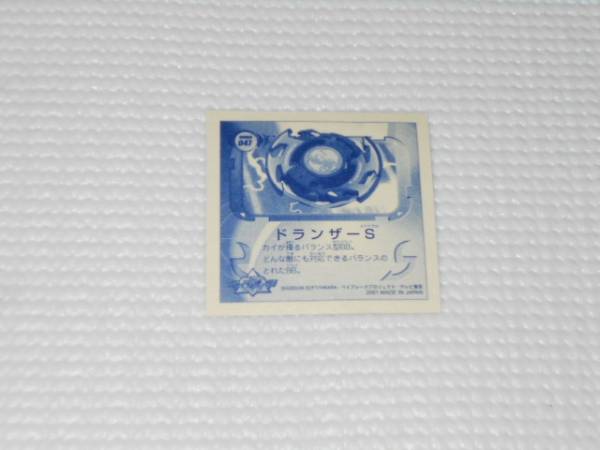 047
ドランザーS
カイが操るバランス型BB。
どんな敵にも対応できるバランスの
とれたBB。
2001 MADE IN JAPAN